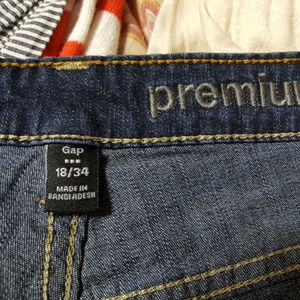 premiu
Gap
18/34
MADE IN
BANGLADESH